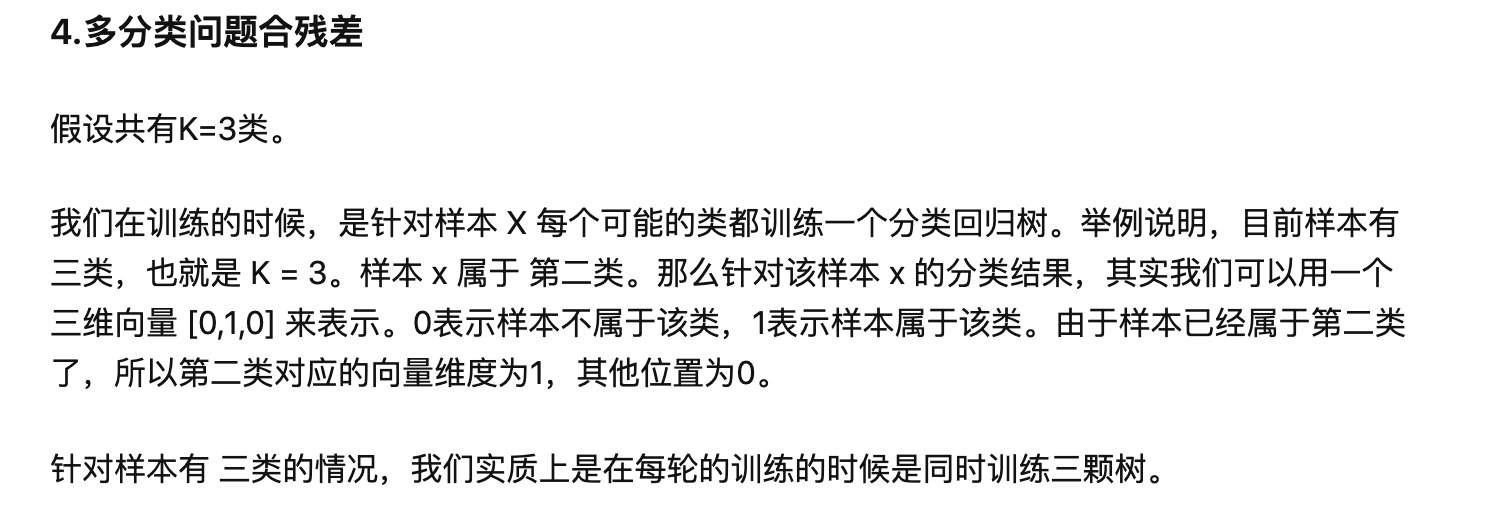 4.多分类问题合残差
假设共有K=3类。
我们在训练的时候，是针对样本 X 每个可能的类都训练一个分类回归树。举例说明，目前样本有
三类，也就是 K = 3。样本 x 属于 第二类。那么针对该样本 x 的分类结果，其实我们可以用一个
三维向量 [0,1,0] 来表示。0表示样本不属于该类，1表示样本属于该类。由于样本已经属于第二类
了，所以第二类对应的向量维度为1，其他位置为0。
针对样本有 三类的情况，我们实质上是在每轮的训练的时候是同时训练三颗树。